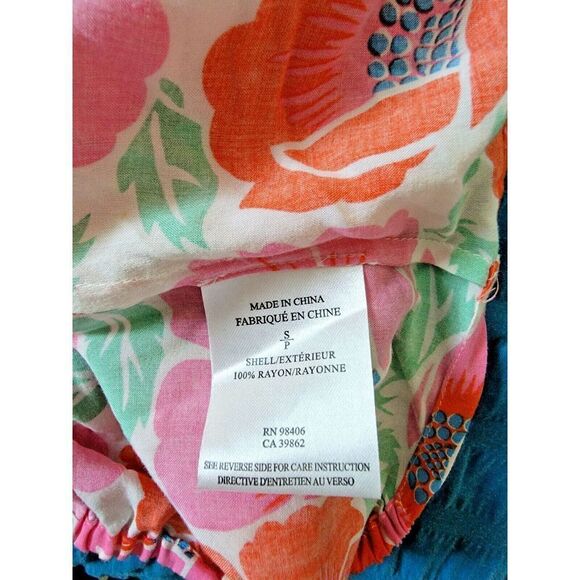 MADE IN CHINA
FABRIQUÉ EN CHINE
S
P
SHELL/EXTÉRIEUR
100% RAYON/RAYONNE
RN 98406
CA 39862
SEE REVERSE SIDE FOR CARE INSTRUCTION
DIRECTIVE D'ENTRETIEN AU VERSO